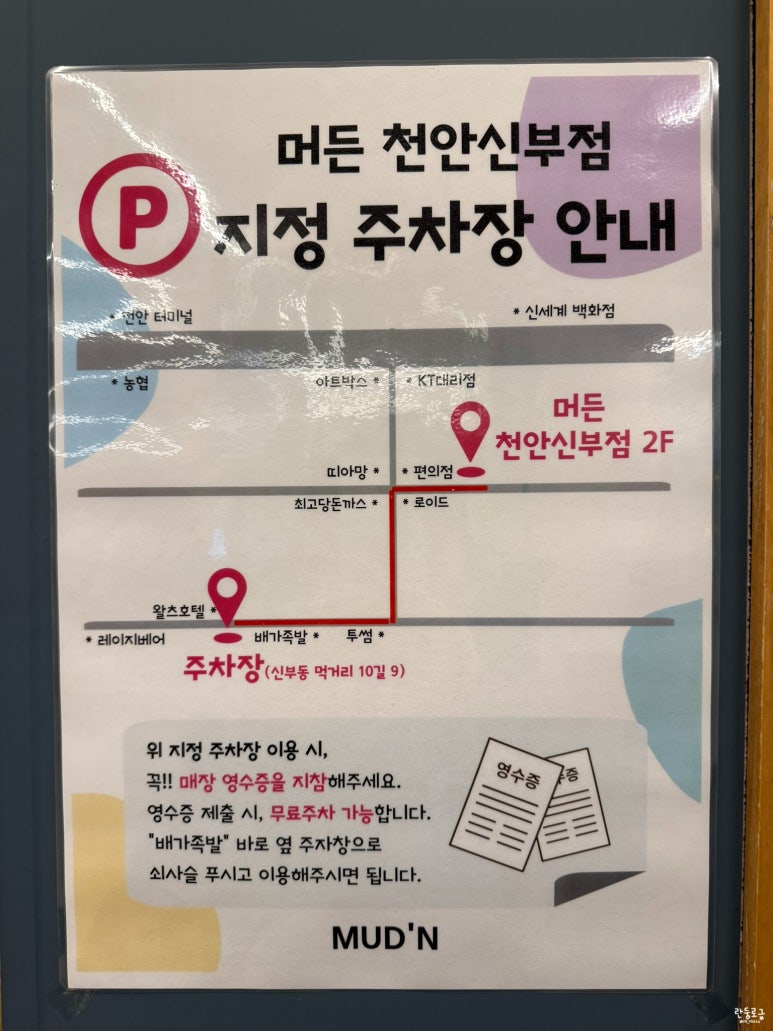 머든 천안신부점
P
지정 주차장 안내
* 천안 터미널
* 신세계 백화점
* 농협
아트박스 *
* KT대리점
머든
천안신부점 2F
띠아망 *
* 편의점
최고당돈까스 *
* 로이드
왈츠호텔 *
* 레이지베어
배가족발 *
투썸 *
주차장(신부동 먹거리 10길 9)
위 지정 주차장 이용 시,
꼭!! 매장 영수증을 지참해주세요.
영수증 제출 시, 무료주차 가능합니다.
"배가족발" 바로 옆 주자창으로
쇠사슬 푸시고 이용해주시면 됩니다.
영수증
수증
MUD'N